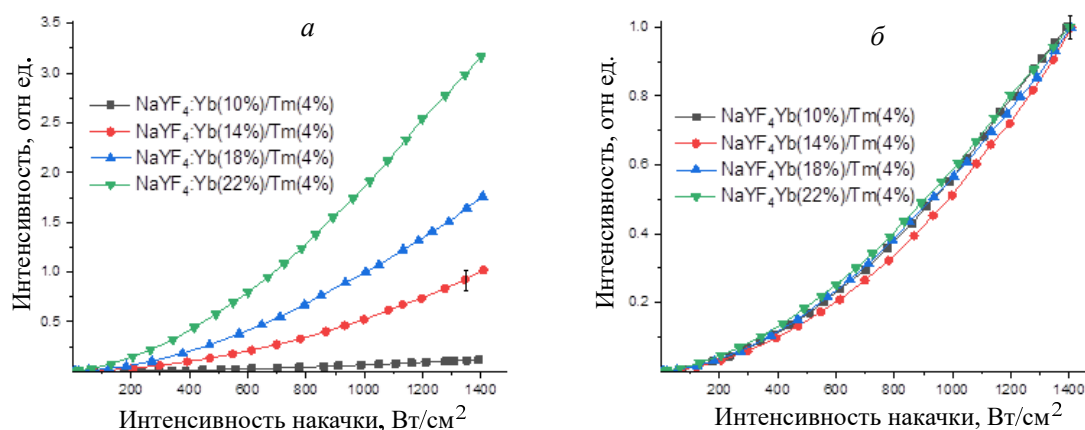 а
Интенсивность, отн ед.
3.5
3.0
2.5
2.0
1.5
1.0
0.5
NaYF4:Yb(10%)/Tm(4%)
NaYF4:Yb(14%)/Tm(4%)
NaYF4:Yb(18%)/Tm(4%)
NaYF4:Yb(22%)/Tm(4%)
200 400 600 800 1000 1200 1400
Интенсивность накачки, Вт/см²
б
Интенсивность, отн ед.
1.0
0.8
0.6
0.4
0.2
NaYF4Yb(10%)/Tm(4%)
NaYF4Yb(14%)/Tm(4%)
NaYF4Yb(18%)/Tm(4%)
NaYF4Yb(22%)/Tm(4%)
200 400 600 800 1000 1200 1400
Интенсивность накачки, Вт/см²